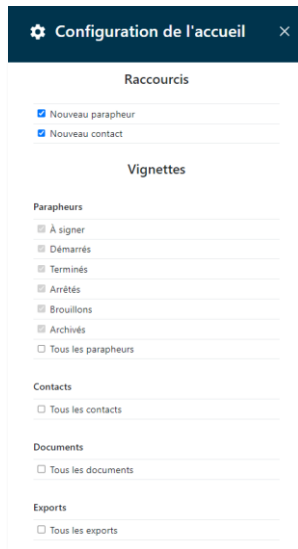 Configuration de l'accueil
Raccourcis
Nouveau parapheur
Nouveau contact
Vignettes
Parapheurs
À signer
Démarrés
Terminés
Arrêtés
Brouillons
Archivés
Tous les parapheurs
Contacts
Tous les contacts
Documents
Tous les documents
Exports
Tous les exports